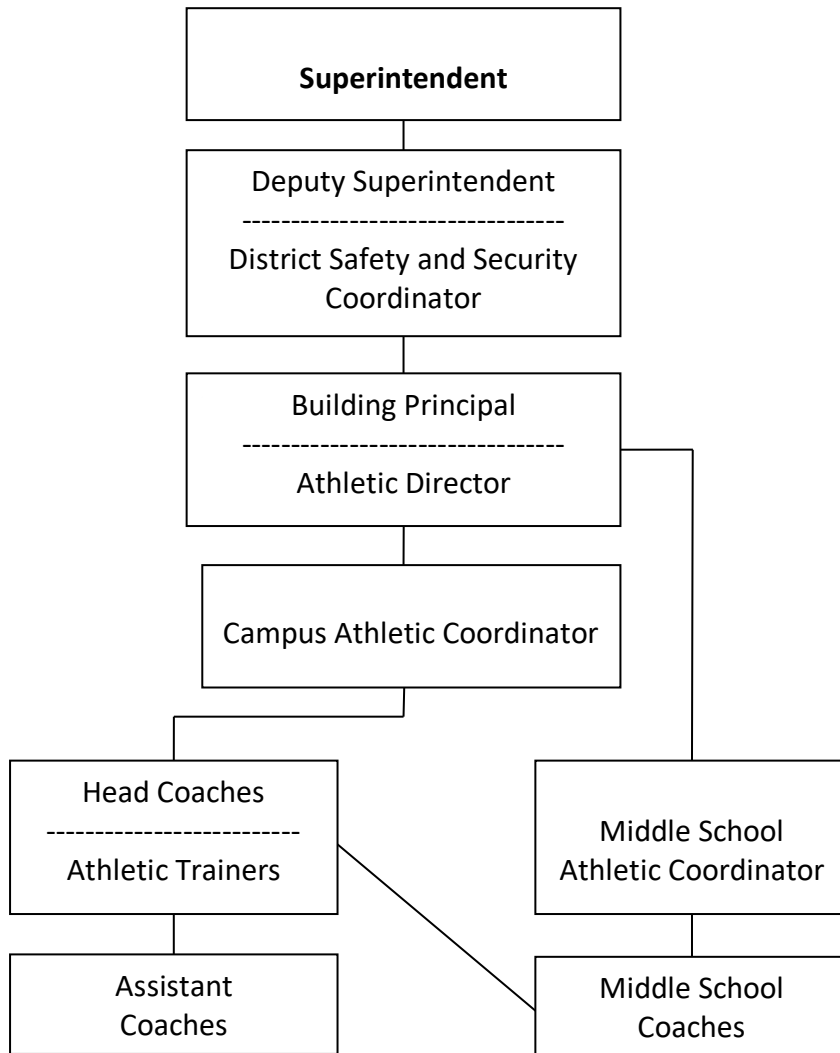 Superintendent
Deputy Superintendent
---------------------------------
District Safety and Security
Coordinator
Building Principal
---------------------------------
Athletic Director
Campus Athletic Coordinator
Head Coaches
--------------------------
Athletic Trainers
Middle School
Athletic Coordinator
Assistant
Coaches
Middle School
Coaches